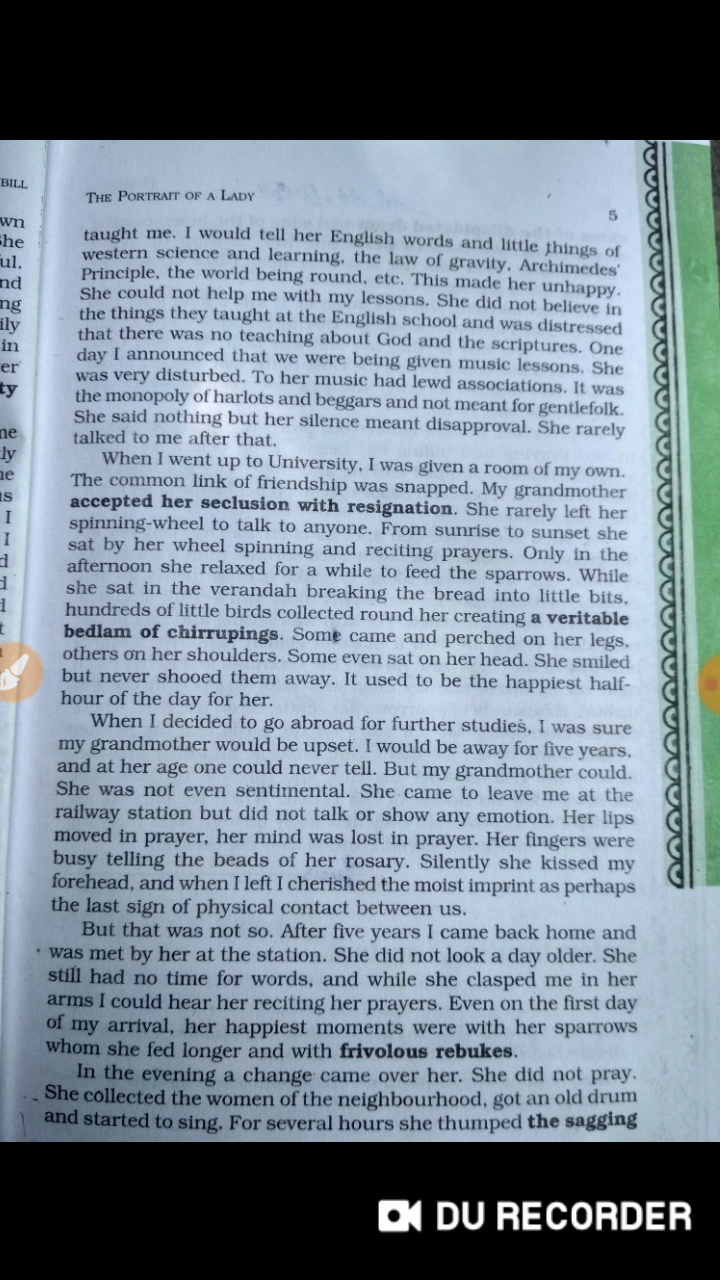 BILL
wn
She
ul.
nd
ng
ily
in
er
ty
me
ly
ne
as
I
I
d
d
d
t
THE PORTRAIT OF A LADY
5
taught me. I would tell her English words and little things of
western science and learning, the law of gravity, Archimedes'
Principle, the world being round, etc. This made her unhappy.
She could not help me with my lessons. She did not believe in
the things they taught at the English school and was distressed
that there was no teaching about God and the scriptures. One
day I announced that we were being given music lessons. She
was very disturbed. To her music had lewd associations. It was
the monopoly of harlots and beggars and not meant for gentlefolk.
She said nothing but her silence meant disapproval. She rarely
talked to me after that.
When I went up to University, I was given a room of my own.
The common link of friendship was snapped. My grandmother
accepted her seclusion with resignation. She rarely left her
spinning-wheel to talk to anyone. From sunrise to sunset she
sat by her wheel spinning and reciting prayers. Only in the
afternoon she relaxed for a while to feed the sparrows. While
she sat in the verandah breaking the bread into little bits,
hundreds of little birds collected round her creating a veritable
bedlam of chirrupings. Some came and perched on her legs,
others on her shoulders. Some even sat on her head. She smiled
but never shooed them away. It used to be the happiest half-
hour of the day for her.
When I decided to go abroad for further studies, I was sure
my grandmother would be upset. I would be away for five years,
and at her age one could never tell. But my grandmother could.
She was not even sentimental. She came to leave me at the
railway station but did not talk or show any emotion. Her lips
moved in prayer, her mind was lost in prayer. Her fingers were
busy telling the beads of her rosary. Silently she kissed my
forehead, and when I left I cherished the moist imprint as perhaps
the last sign of physical contact between us.
But that was not so. After five years I came back home and
was met by her at the station. She did not look a day older. She
still had no time for words, and while she clasped me in her
arms I could hear her reciting her prayers. Even on the first day
of my arrival, her happiest moments were with her sparrows
whom she fed longer and with frivolous rebukes.
In the evening a change came over her. She did not pray.
She collected the women of the neighbourhood, got an old drum
and started to sing. For several hours she thumped the sagging
DU RECORDER